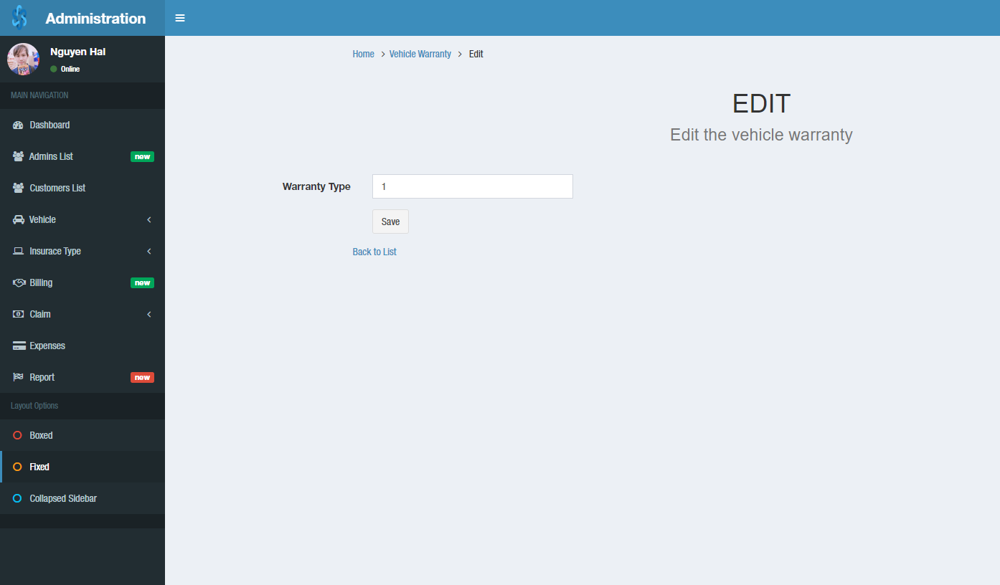 Administration
Nguyen Hai
Online
MAIN NAVIGATION
Dashboard
Admins List new
Customers List
Vehicle
Insurace Type
Billing new
Claim
Expenses
Report new
Layout Options
Boxed
Fixed
Collapsed Sidebar
Home > Vehicle Warranty > Edit
EDIT
Edit the vehicle warranty
Warranty Type 1
Save
Back to List